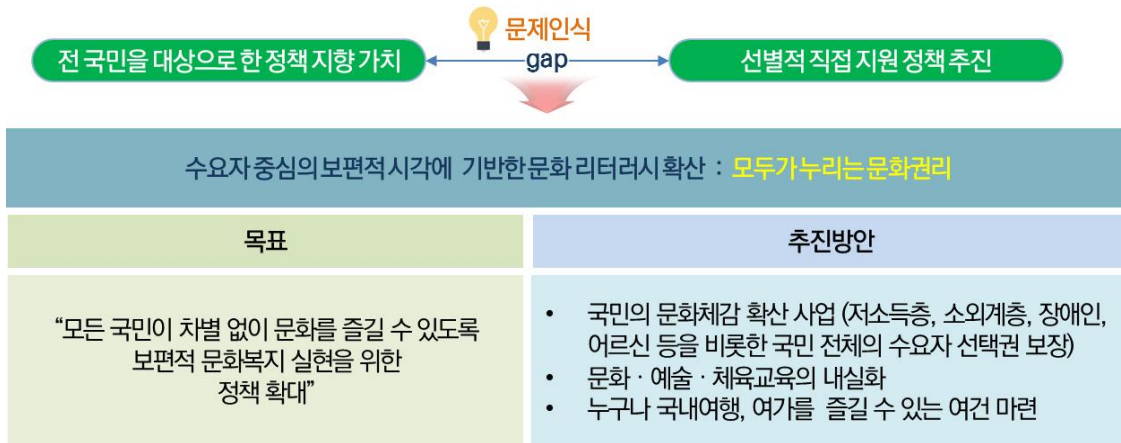 문제인식
전 국민을 대상으로 한 정책 지향 가치
gap
선별적 직접 지원 정책 추진
수요자 중심의 보편적 시각에 기반한 문화 리터러시 확산 : 모두가 누리는 문화권리
목표
추진방안
“모든 국민이 차별 없이 문화를 즐길 수 있도록
보편적 문화복지 실현을 위한
정책 확대”
• 국민의 문화체감 확산 사업 (저소득층, 소외계층, 장애인,
어르신 등을 비롯한 국민 전체의 수요자 선택권 보장)
• 문화 · 예술 · 체육교육의 내실화
• 누구나 국내여행, 여가를 즐길 수 있는 여건 마련